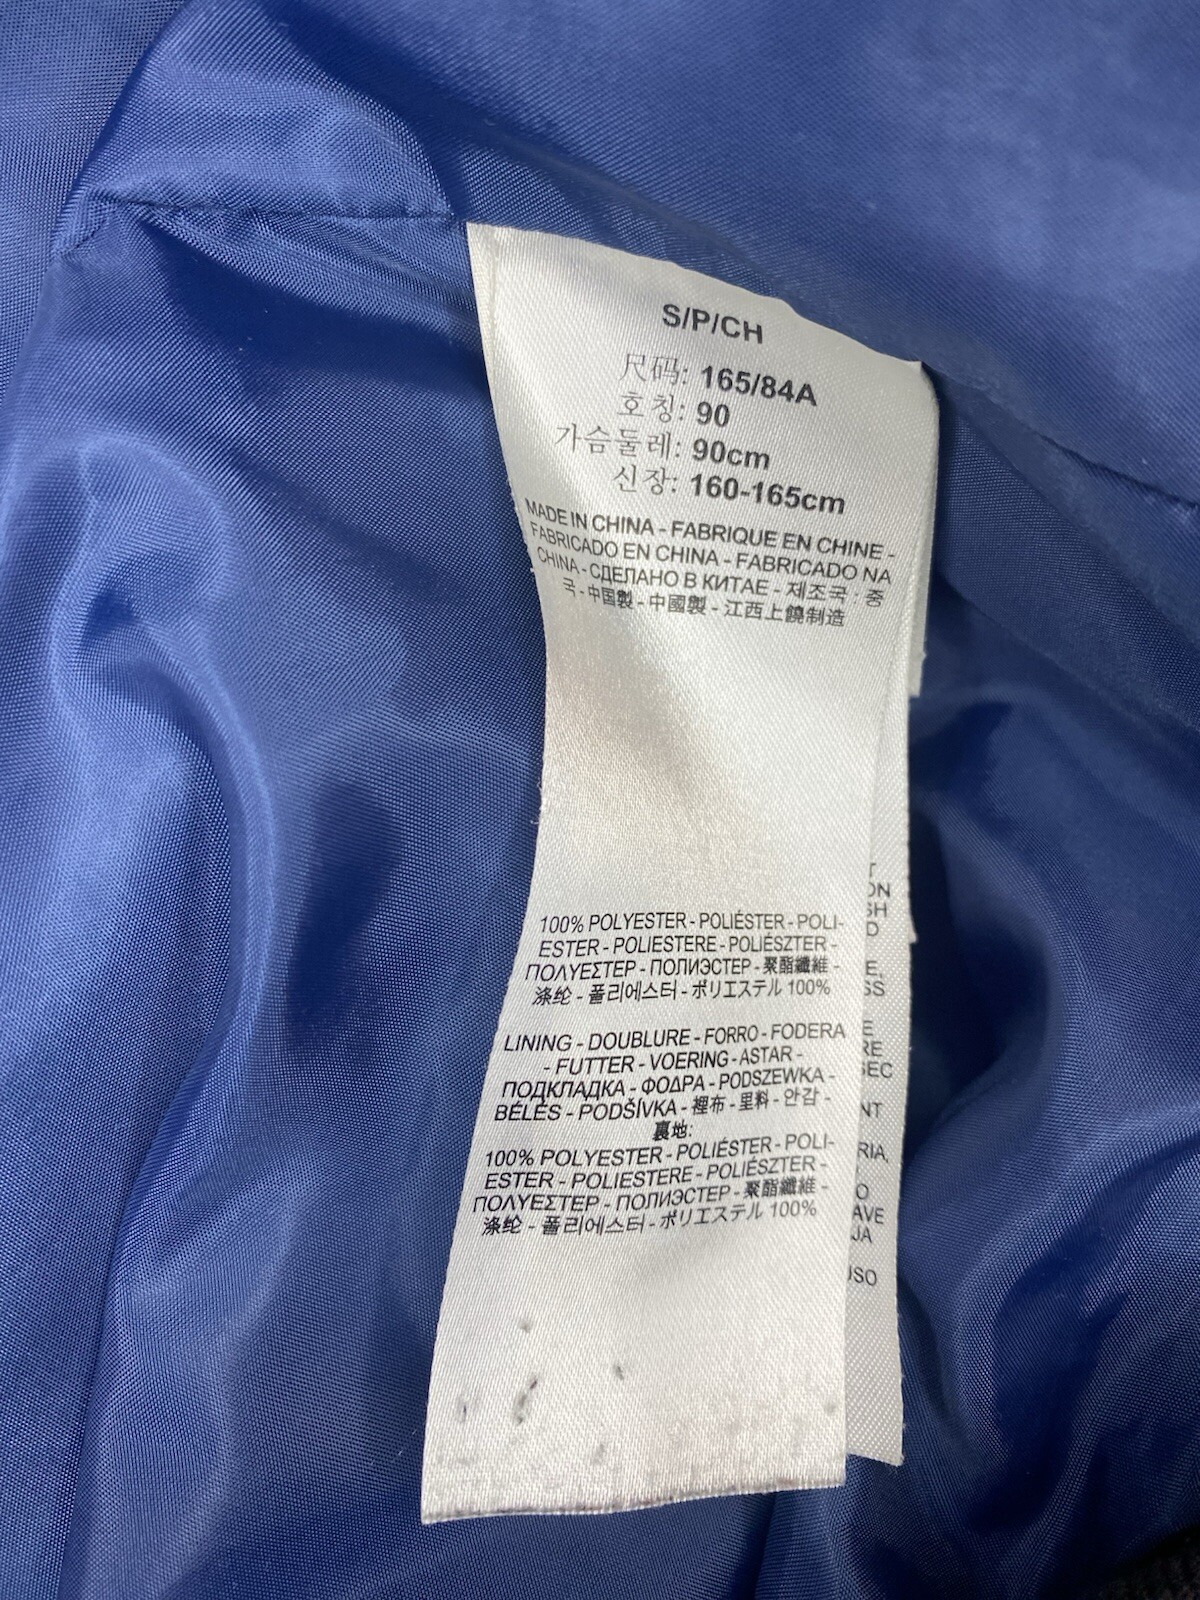 S/P/CH
尺码: 165/84A
호칭: 90
가슴둘레: 90cm
신장: 160-165cm
MADE IN CHINA - FABRIQUE EN CHINE -
FABRICADO EN CHINA - FABRICADO NA
CHINA - СДЕЛАНО В КИТАЕ - 제조국 : 중
국 - 中国製 - 中國製 - 江西上饒制造
100% POLYESTER - POLIÉSTER - POLI-
ESTER - POLIESTERE - POLIÉSZTER -
ΠΟΛΥΕΣΤΕΡ - ПОЛИЭСТЕР - 聚酯纖維 -
涤纶 - 폴리에스터 - ポリエステル 100%
LINING - DOUBLURE - FORRO - FODERA
- FUTTER - VOERING - ASTAR -
ПОДКЛАДКА - ΦΟΔΡΑ - PODSZEWKA -
BÉLÉS - PODŠÍVKA - 裡布 - 里料 - 안감 -
裏地:
100% POLYESTER - POLIÉSTER - POLI-
ESTER - POLIESTERE - POLIÉSZTER -
ΠΟΛΥΕΣΤΕΡ - ПОЛИЭСТЕР - 聚酯纖維 -
涤纶 - 폴리에스터 - ポリエステル 100%